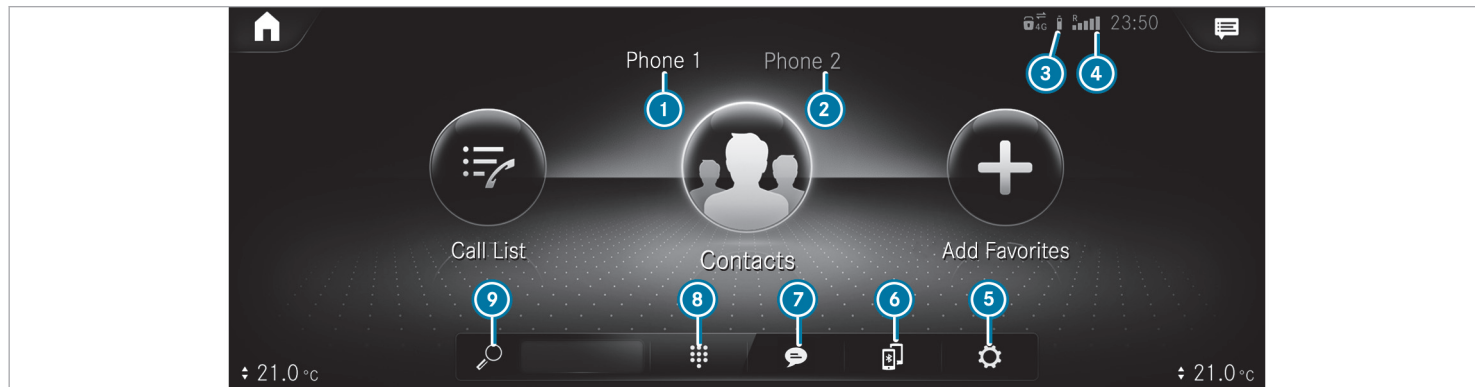 4G R 23:50
Phone 1 Phone 2
3 4
1 2
Call List Contacts Add Favorites
9 8 7 6 5
21.0 °C 21.0 °C